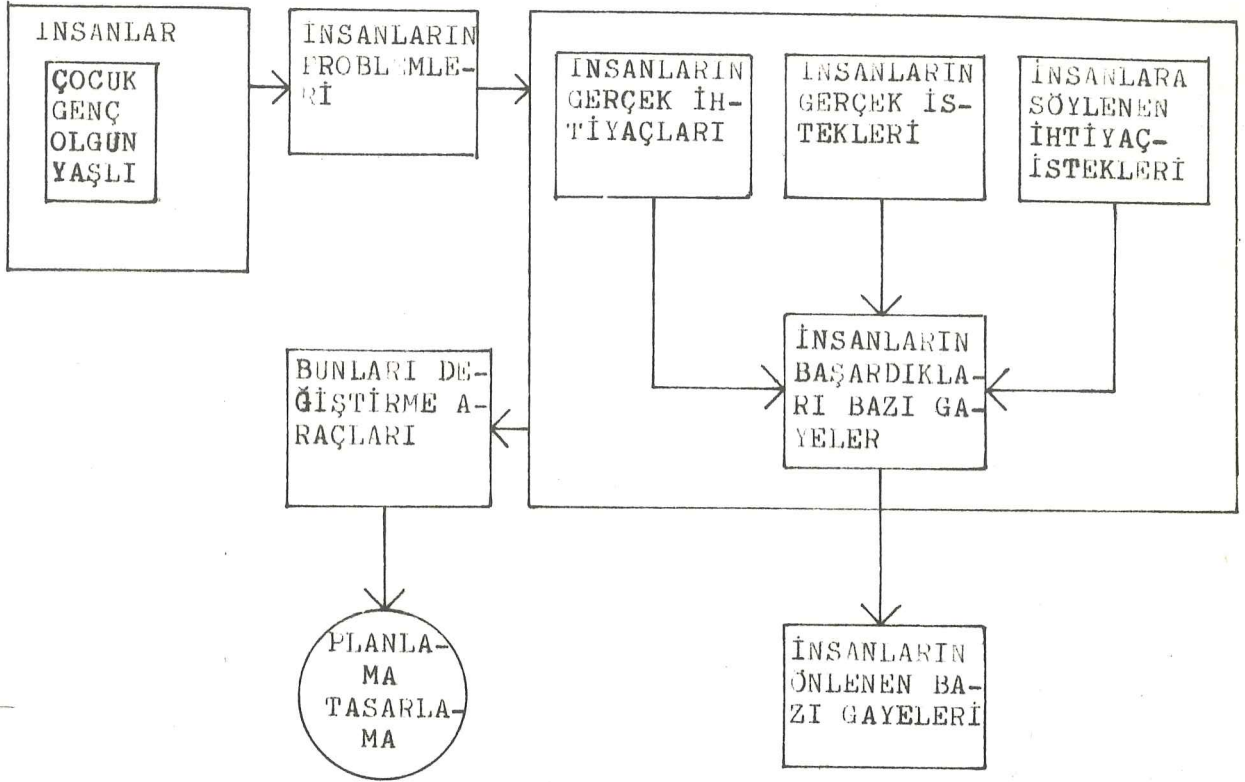 İNSANLAR
ÇOCUK
GENÇ
OLGUN
YAŞLI
İNSANLARIN
PROBLEMLE-
Rİ
İNSANLARIN
GERÇEK İH-
TİYAÇLARI
İNSANLARIN
GERÇEK İS-
TEKLERİ
İNSANLARA
SÖYLENEN
İHTİYAÇ-
İSTEKLERİ
İNSANLARIN
BAŞARDIKLA-
RI BAZI GA-
YELER
BUNLARI DE-
ĞİŞTİRME A-
RAÇLARI
PLANLA-
MA
TASARLA-
MA
İNSANLARIN
ÖNLENEN BA-
ZI GAYELERİ